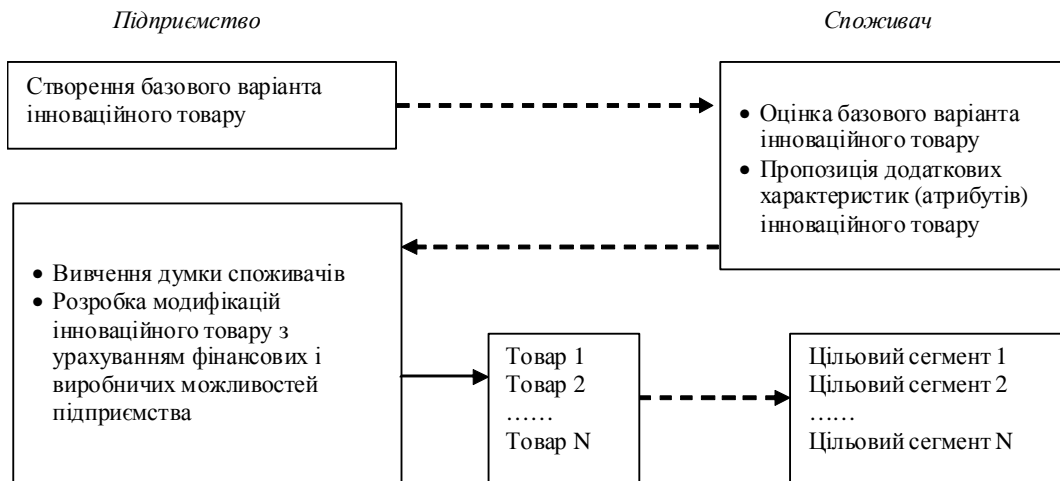 Підприємство
Споживач
Створення базового варіанта
інноваційного товару
• Оцінка базового варіанта
інноваційного товару
• Пропозиція додаткових
характеристик (атрибутів)
інноваційного товару
• Вивчення думки споживачів
• Розробка модифікацій
інноваційного товару з
урахуванням фінансових і
виробничих можливостей
підприємства
Товар 1
Товар 2
……
Товар N
Цільовий сегмент 1
Цільовий сегмент 2
……
Цільовий сегмент N